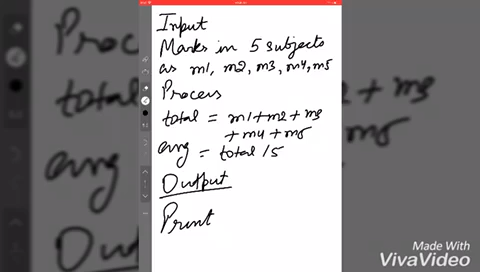 Input
Marks in 5 subjects
as m1, m2, m3, m4, m5
Process
total = m1+m2+m3
+m4+m5
avg = total/5
Output
Print
Made With
VivaVideo